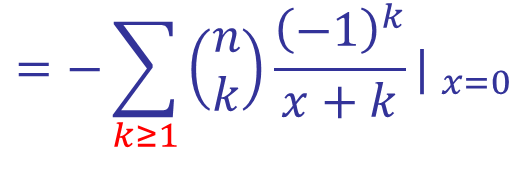 = − ∑_{k≥1} \binom{n}{k} \frac{(−1)^k}{x + k} |_{x=0}